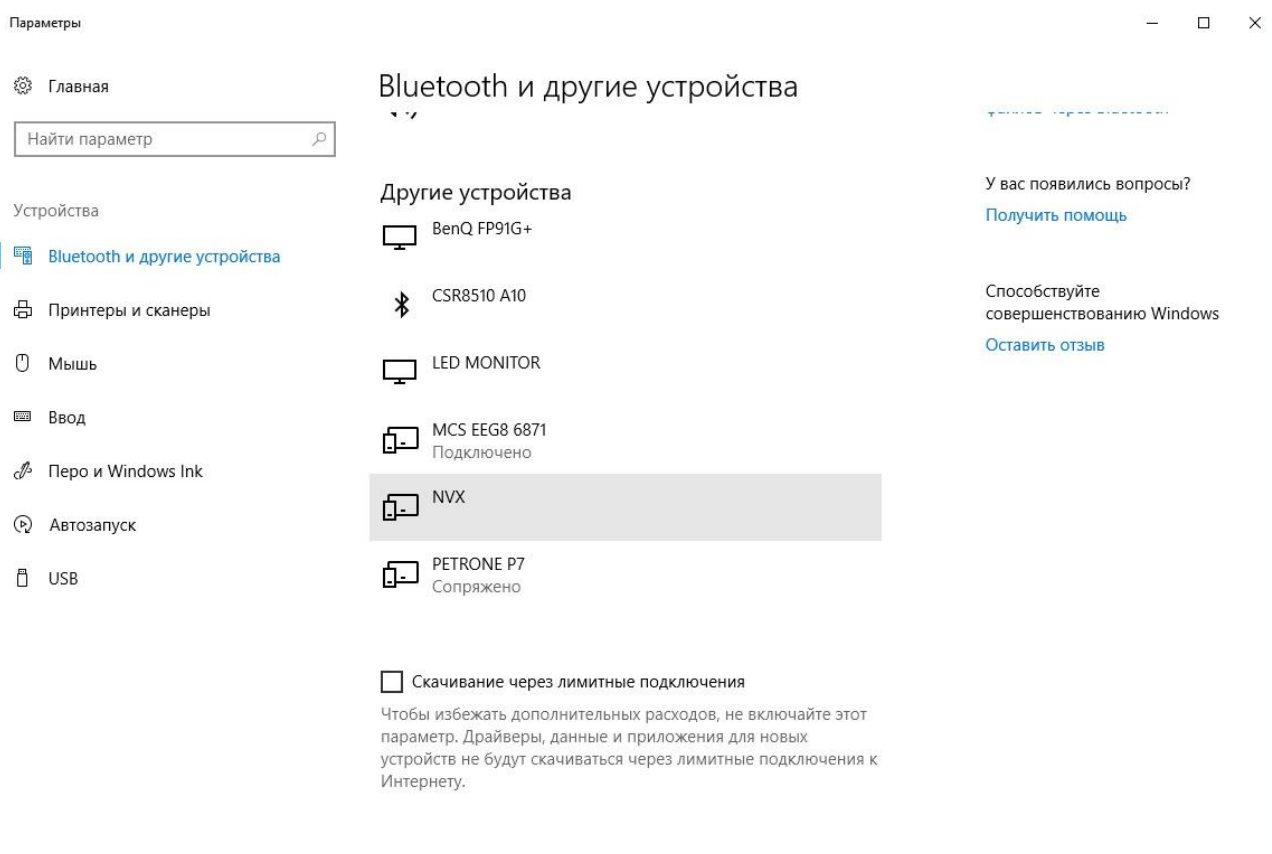 Параметры
Главная
Найти параметр
Устройства
Bluetooth и другие устройства
Принтеры и сканеры
Мышь
Ввод
Перо и Windows Ink
Автозапуск
USB
Bluetooth и другие устройства
Другие устройства
BenQ FP91G+
CSR8510 A10
LED MONITOR
MCS EEG8 6871
Подключено
NVX
PETRONE P7
Сопряжено
Скачивание через лимитные подключения
Чтобы избежать дополнительных расходов, не включайте этот
параметр. Драйверы, данные и приложения для новых
устройств не будут скачиваться через лимитные подключения к
Интернету.
У вас появились вопросы?
Получить помощь
Способствуйте
совершенствованию Windows
Оставить отзыв